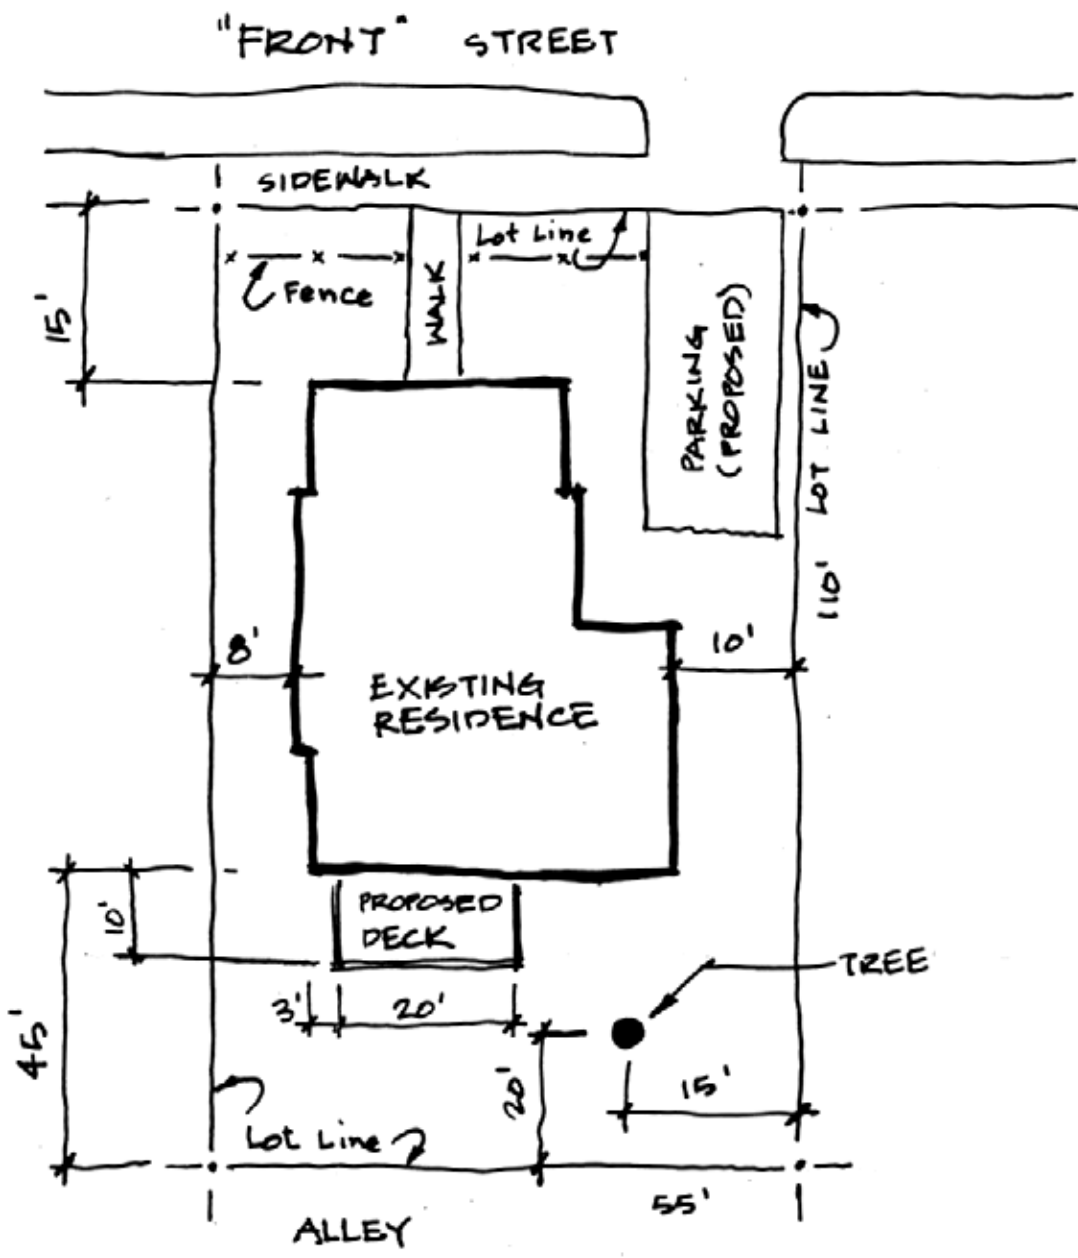 "FRONT" STREET
SIDEWALK
Lot Line
Fence
WALK
15'
PARKING
(PROPOSED)
LOT LINE
110'
8'
10'
EXISTING
RESIDENCE
PROPOSED
DECK
10'
TREE
3'
20'
45'
20'
15'
Lot Line
55'
ALLEY